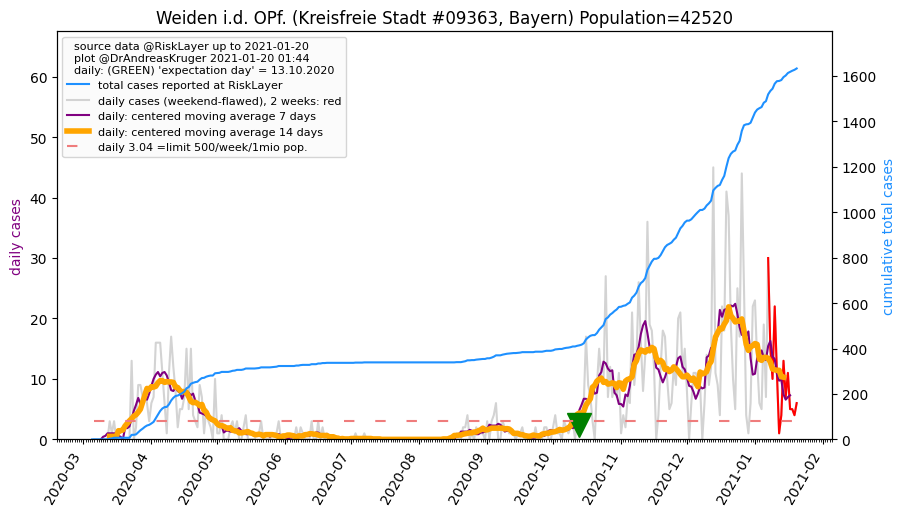 Weiden i.d. OPf. (Kreisfreie Stadt #09363, Bayern) Population=42520
source data @RiskLayer up to 2021-01-20
plot @DrAndreasKruger 2021-01-20 01:44
daily: (GREEN) 'expectation day' = 13.10.2020
total cases reported at RiskLayer
daily cases (weekend-flawed), 2 weeks: red
daily: centered moving average 7 days
daily: centered moving average 14 days
daily 3.04 =limit 500/week/1mio pop.
daily cases
60
50
40
30
20
10
0
cumulative total cases
1600
1400
1200
1000
800
600
400
200
0
2020-03
2020-04
2020-05
2020-06
2020-07
2020-08
2020-09
2020-10
2020-11
2020-12
2021-01
2021-02